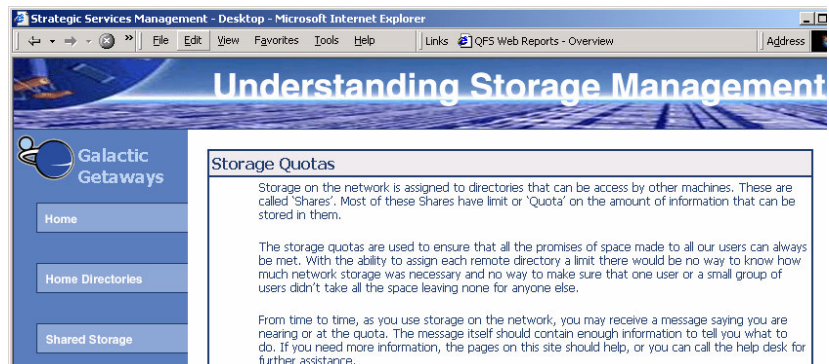 Strategic Services Management - Desktop - Microsoft Internet Explorer
File Edit View Favorites Tools Help Links QFS Web Reports - Overview Address
Understanding Storage Management
Galactic
Getaways
Home
Home Directories
Shared Storage
Storage Quotas
Storage on the network is assigned to directories that can be access by other machines. These are
called 'Shares'. Most of these Shares have limit or 'Quota' on the amount of information that can be
stored in them.
The storage quotas are used to ensure that all the promises of space made to all our users can always
be met. With the ability to assign each remote directory a limit there would be no way to know how
much network storage was necessary and no way to make sure that one user or a small group of
users didn't take all the space leaving none for anyone else.
From time to time, as you use storage on the network, you may receive a message saying you are
nearing or at the quota. The message itself should contain enough information to tell you what to
do. If you need more information, the pages on this site should help, or you can call the help desk for
further assistance.